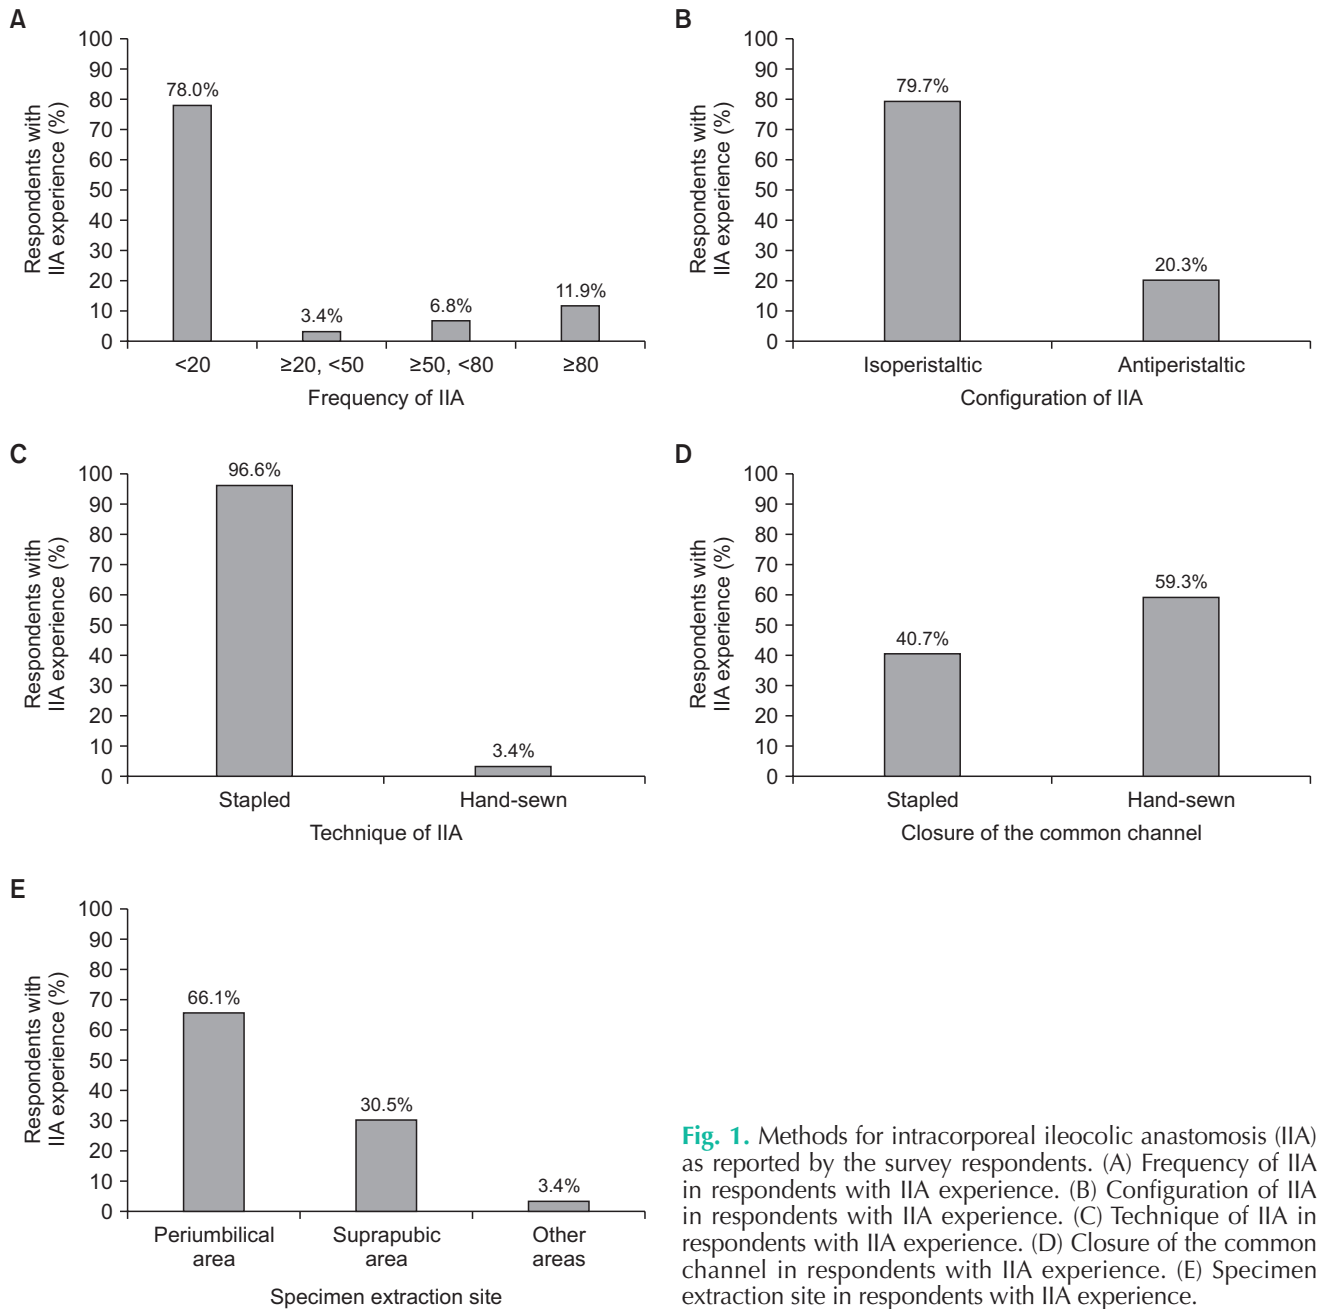 A
Respondents with
IIA experience (%)
100
90
80
70
60
50
40
30
20
10
0
78.0%
3.4%
6.8%
11.9%
<20
≥20, <50
≥50, <80
≥80
Frequency of IIA
B
Respondents with
IIA experience (%)
100
90
80
70
60
50
40
30
20
10
0
79.7%
20.3%
Isoperistaltic
Antiperistaltic
Configuration of IIA
C
Respondents with
IIA experience (%)
100
90
80
70
60
50
40
30
20
10
0
96.6%
3.4%
Stapled
Hand-sewn
Technique of IIA
D
Respondents with
IIA experience (%)
100
90
80
70
60
50
40
30
20
10
0
40.7%
59.3%
Stapled
Hand-sewn
Closure of the common channel
E
Respondents with
IIA experience (%)
100
90
80
70
60
50
40
30
20
10
0
66.1%
30.5%
3.4%
Periumbilical
area
Suprapubic
area
Other
areas
Specimen extraction site
Fig. 1. Methods for intracorporeal ileocolic anastomosis (IIA)
as reported by the survey respondents. (A) Frequency of IIA
in respondents with IIA experience. (B) Configuration of IIA
in respondents with IIA experience. (C) Technique of IIA in
respondents with IIA experience. (D) Closure of the common
channel in respondents with IIA experience. (E) Specimen
extraction site in respondents with IIA experience.